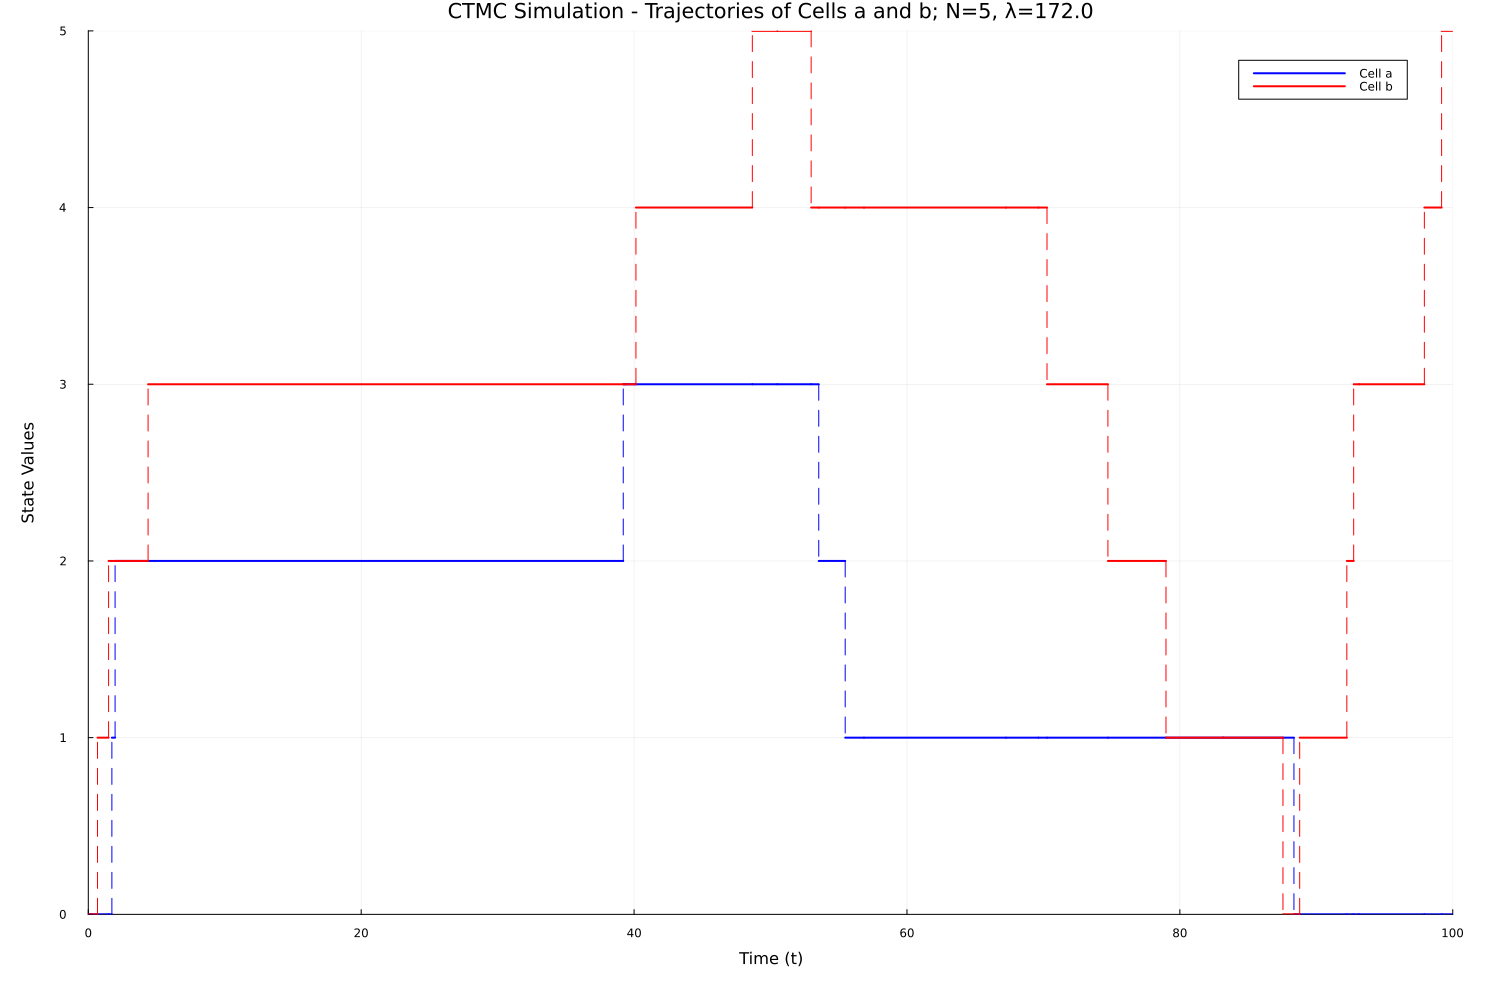 CTMC Simulation - Trajectories of Cells a and b; N=5, λ=172.0
Cell a
Cell b
State Values
5
4
3
2
1
0
0 20 40 60 80 100
Time (t)